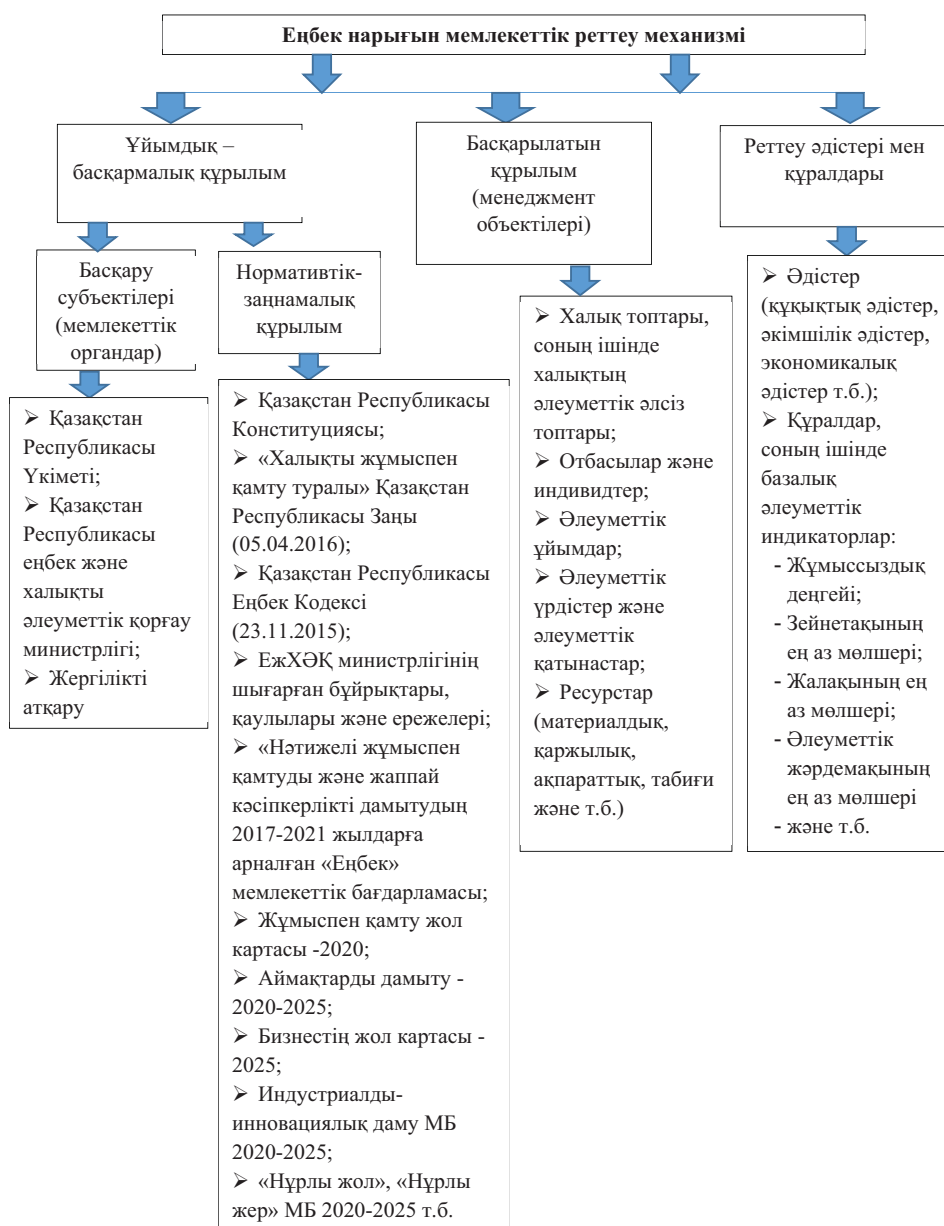 Еңбек нарығын мемлекеттік реттеу механизмі
Ұйымдық –
басқармалық құрылым
Басқару
субъектілері
(мемлекеттік
органдар)
➢ Қазақстан
Республикасы
Үкіметі;
➢ Қазақстан
Республикасы
еңбек және
халықты
әлеуметтік қорғау
министрлігі;
➢ Жергілікті
атқару
Нормативтік-
заңнамалық
құрылым
➢ Қазақстан Республикасы
Конституциясы;
➢ «Халықты жұмыспен
қамту туралы» Қазақстан
Республикасы Заңы
(05.04.2016);
➢ Қазақстан Республикасы
Еңбек Кодексі
(23.11.2015);
➢ ЕжХӘҚ министрлігінің
шығарған бұйрықтары,
қаулылары және ережелері;
➢ «Нәтижелі жұмыспен
қамтуды және жаппай
кәсіпкерлікті дамытудың
2017-2021 жылдарға
арналған «Еңбек»
мемлекеттік бағдарламасы;
➢ Жұмыспен қамту жол
картасы -2020;
➢ Аймақтарды дамыту -
2020-2025;
➢ Бизнестің жол картасы -
2025;
➢ Индустриалды-
инновациялық даму МБ
2020-2025;
➢ «Нұрлы жол», «Нұрлы
жер» МБ 2020-2025 т.б.
Басқарылатын
құрылым
(менеджмент
объектілері)
➢ Халық топтары,
соның ішінде
халықтың
әлеуметтік әлсіз
топтары;
➢ Отбасылар және
индивидтер;
➢ Әлеуметтік
ұйымдар;
➢ Әлеуметтік
үрдістер және
әлеуметтік
қатынастар;
➢ Ресурстар
(материалдық,
қаржылық,
ақпараттық, табиғи
және т.б.)
Реттеу әдістері мен
құралдары
➢ Әдістер
(құқықтық әдістер,
әкімшілік әдістер,
экономикалық
әдістер т.б.);
➢ Құралдар,
соның ішінде
базалық
әлеуметтік
индикаторлар:
- Жұмыссыздық
деңгейі;
- Зейнетақының
ең аз мөлшері;
- Жалақының ең
аз мөлшері;
- Әлеуметтік
жәрдемақының
ең аз мөлшері
- және т.б.